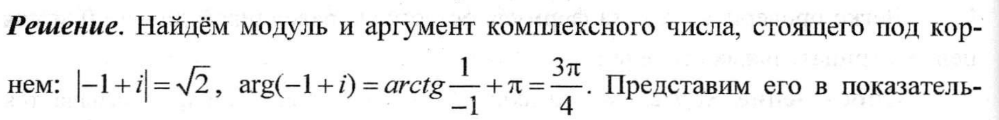 Решение. Найдём модуль и аргумент комплексного числа, стоящего под кор-
нем: |−1+i| = √2, arg(−1+i) = arctg 1/−1 + π = 3π/4. Представим его в показатель-